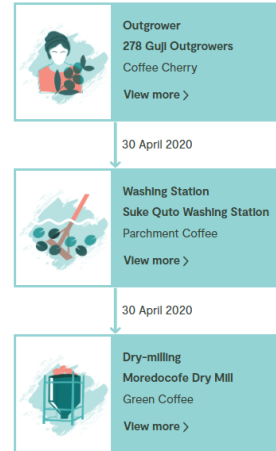 Outgrower
278 Guji Outgrowers
Coffee Cherry
View more >
30 April 2020
Washing Station
Suke Quto Washing Station
Parchment Coffee
View more >
30 April 2020
Dry-milling
Moredocofe Dry Mill
Green Coffee
View more >